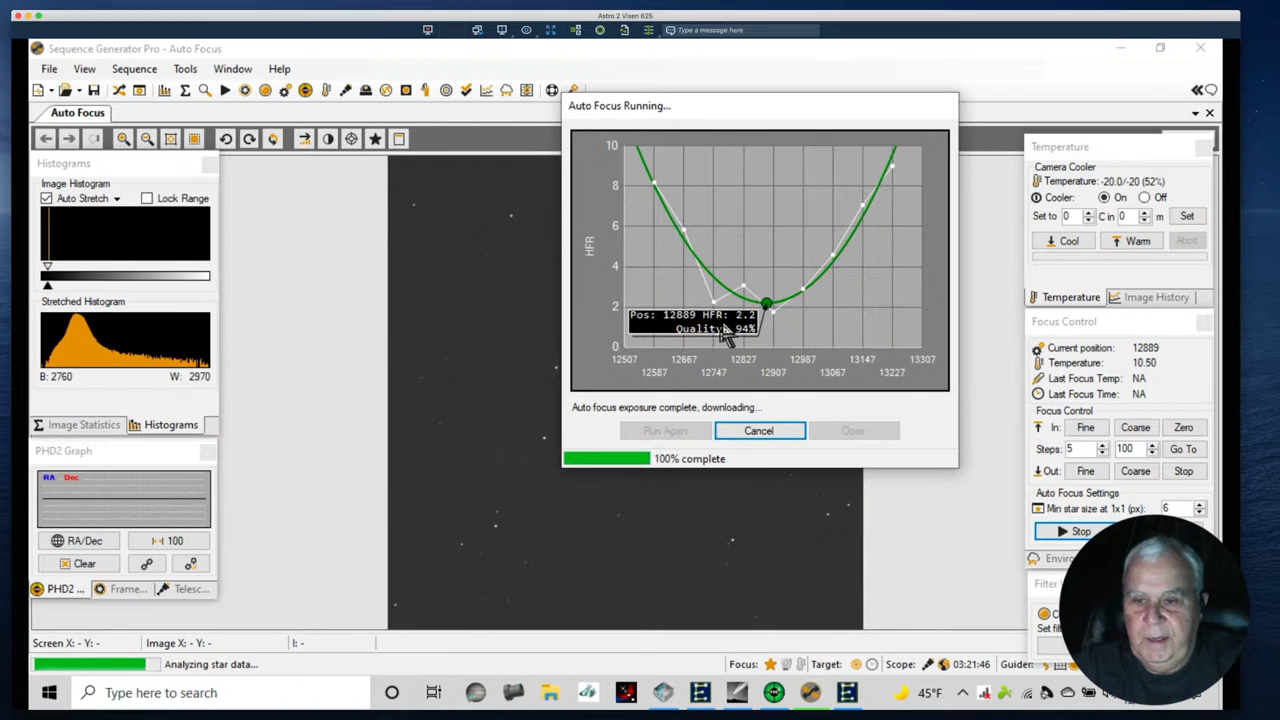 Astro 2 Vixen 625
Type a message here
Sequence Generator Pro - Auto Focus
File View Sequence Tools Window Help
Auto Focus
Histograms
Image Histogram
Auto Stretch
Lock Range
Stretched Histogram
B: 2760 W: 2970
Image Statistics
Histograms
PHD2 Graph
RA - Dec
RA/Dec
100
Clear
PHD2 ...
Frame...
Telesc...
Auto Focus Running...
10
8
6
4
2
0
HFR
Pos: 12889 HFR: 2.2
Quality: 94%
12507 12667 12827 12987 13147 13307
12587 12747 12907 13067 13227
Auto focus exposure complete, downloading...
Run Again
Cancel
Close
100% complete
Temperature
Camera Cooler
Temperature: -20.0/-20 (52%)
Cooler: On Off
Set to 0 C in 0 m Set
Cool Warm Abort
Temperature Image History
Focus Control
Current position: 12889
Temperature: 10.50
Last Focus Temp: NA
Last Focus Time: NA
Focus Control
In: Fine Coarse Zero
Steps: 5 100 Go To
Out: Fine Coarse Stop
Auto Focus Settings
Min star size at 1x1 (px): 6
Stop
Screen X: - Y: - Image X: - Y: - I: -
Analyzing star data...
Focus: Target: Scope: 03:21:46 Guider:
Type here to search
45°F